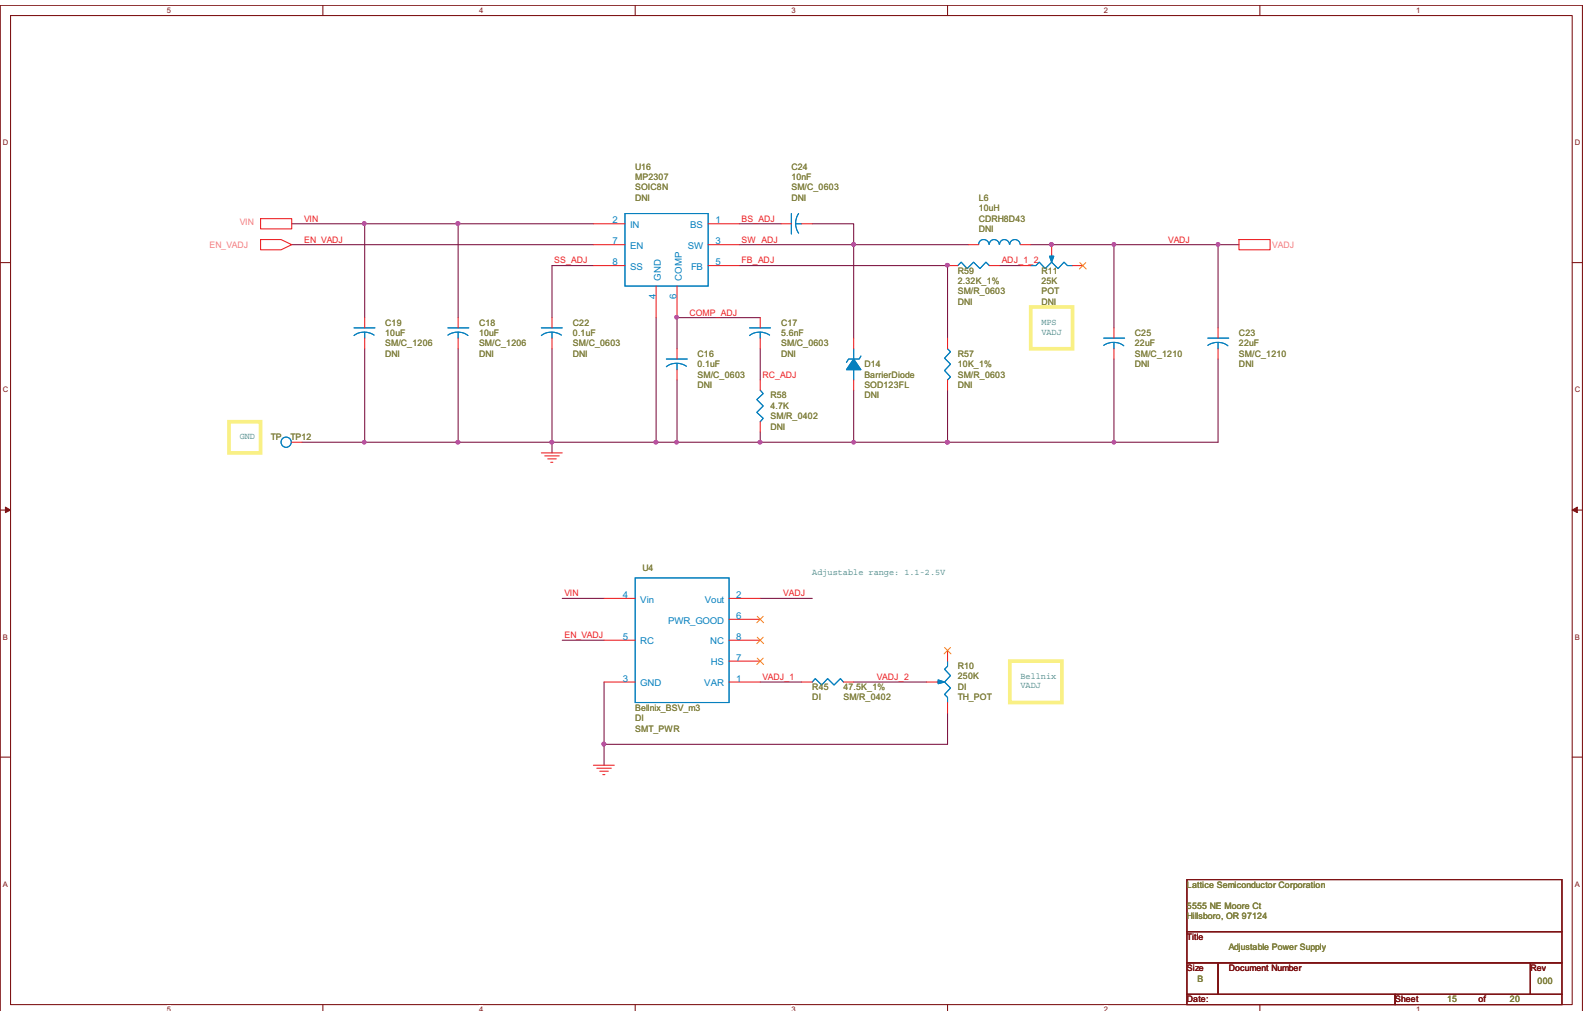 5 4 3 2 1
D D
C C
B B
A A
U16
MP2307
SOIC8N
DNI
C24
10nF
SM/C_0603
DNI
L6
10uH
CDRH8D43
DNI
VIN VIN 2 IN BS 1 BS_ADJ
EN_VADJ EN_VADJ 7 EN SW 3 SW_ADJ VADJ VADJ
SS_ADJ 8 SS FB 5 FB_ADJ ADJ_1_2
GND COMP
4 6
R59
2.32K_1%
SM/R_0603
DNI
R11
25K
POT
DNI
MPS
VADJ
COMP_ADJ
C19
10uF
SM/C_1206
DNI
C18
10uF
SM/C_1206
DNI
C22
0.1uF
SM/C_0603
DNI
C17
5.6nF
SM/C_0603
DNI
C16
0.1uF
SM/C_0603
DNI
RC_ADJ
R58
4.7K
SM/R_0402
DNI
D14
BarrierDiode
SOD123FL
DNI
R57
10K_1%
SM/R_0603
DNI
C25
22uF
SM/C_1210
DNI
C23
22uF
SM/C_1210
DNI
GND TP TP12
U4
Adjustable range: 1.1-2.5V
VIN 4 Vin Vout 2 VADJ
PWR_GOOD 6
EN_VADJ 5 RC NC 8
HS 7
3 GND VAR 1 VADJ_1 VADJ_2
R45 47.5K_1%
DI SM/R_0402
R10
250K
DI
TH_POT
Bellnix
VADJ
Bellnix_BSV_m3
DI
SMT_PWR
Lattice Semiconductor Corporation
5555 NE Moore Ct
Hillsboro, OR 97124
Title
Adjustable Power Supply
Size Document Number Rev
B 000
Date: Sheet 15 of 20
5 4 3 2 1